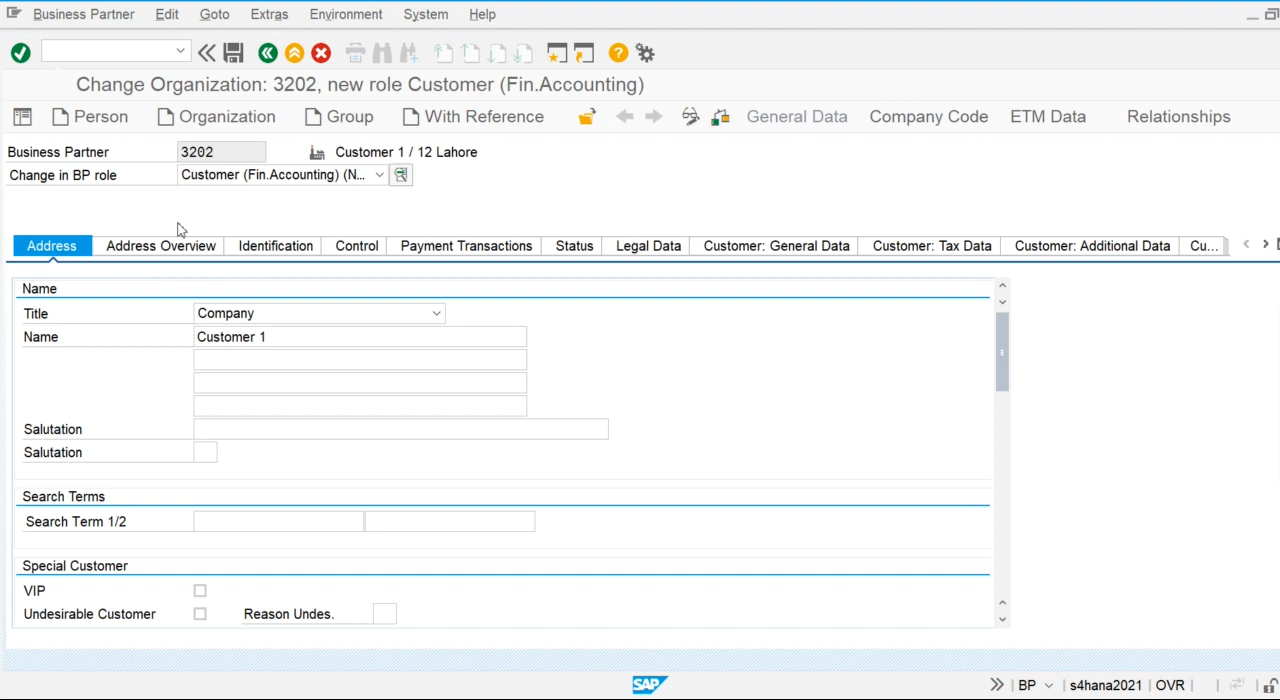 Business Partner Edit Goto Extras Environment System Help
Change Organization: 3202, new role Customer (Fin.Accounting)
Person Organization Group With Reference General Data Company Code ETM Data Relationships
Business Partner 3202 Customer 1 / 12 Lahore
Change in BP role Customer (Fin.Accounting) (N...
Address Address Overview Identification Control Payment Transactions Status Legal Data Customer: General Data Customer: Tax Data Customer: Additional Data Cu...
Name
Title Company
Name Customer 1
Salutation
Salutation
Search Terms
Search Term 1/2
Special Customer
VIP
Undesirable Customer Reason Undes.
SAP BP s4hana2021 OVR